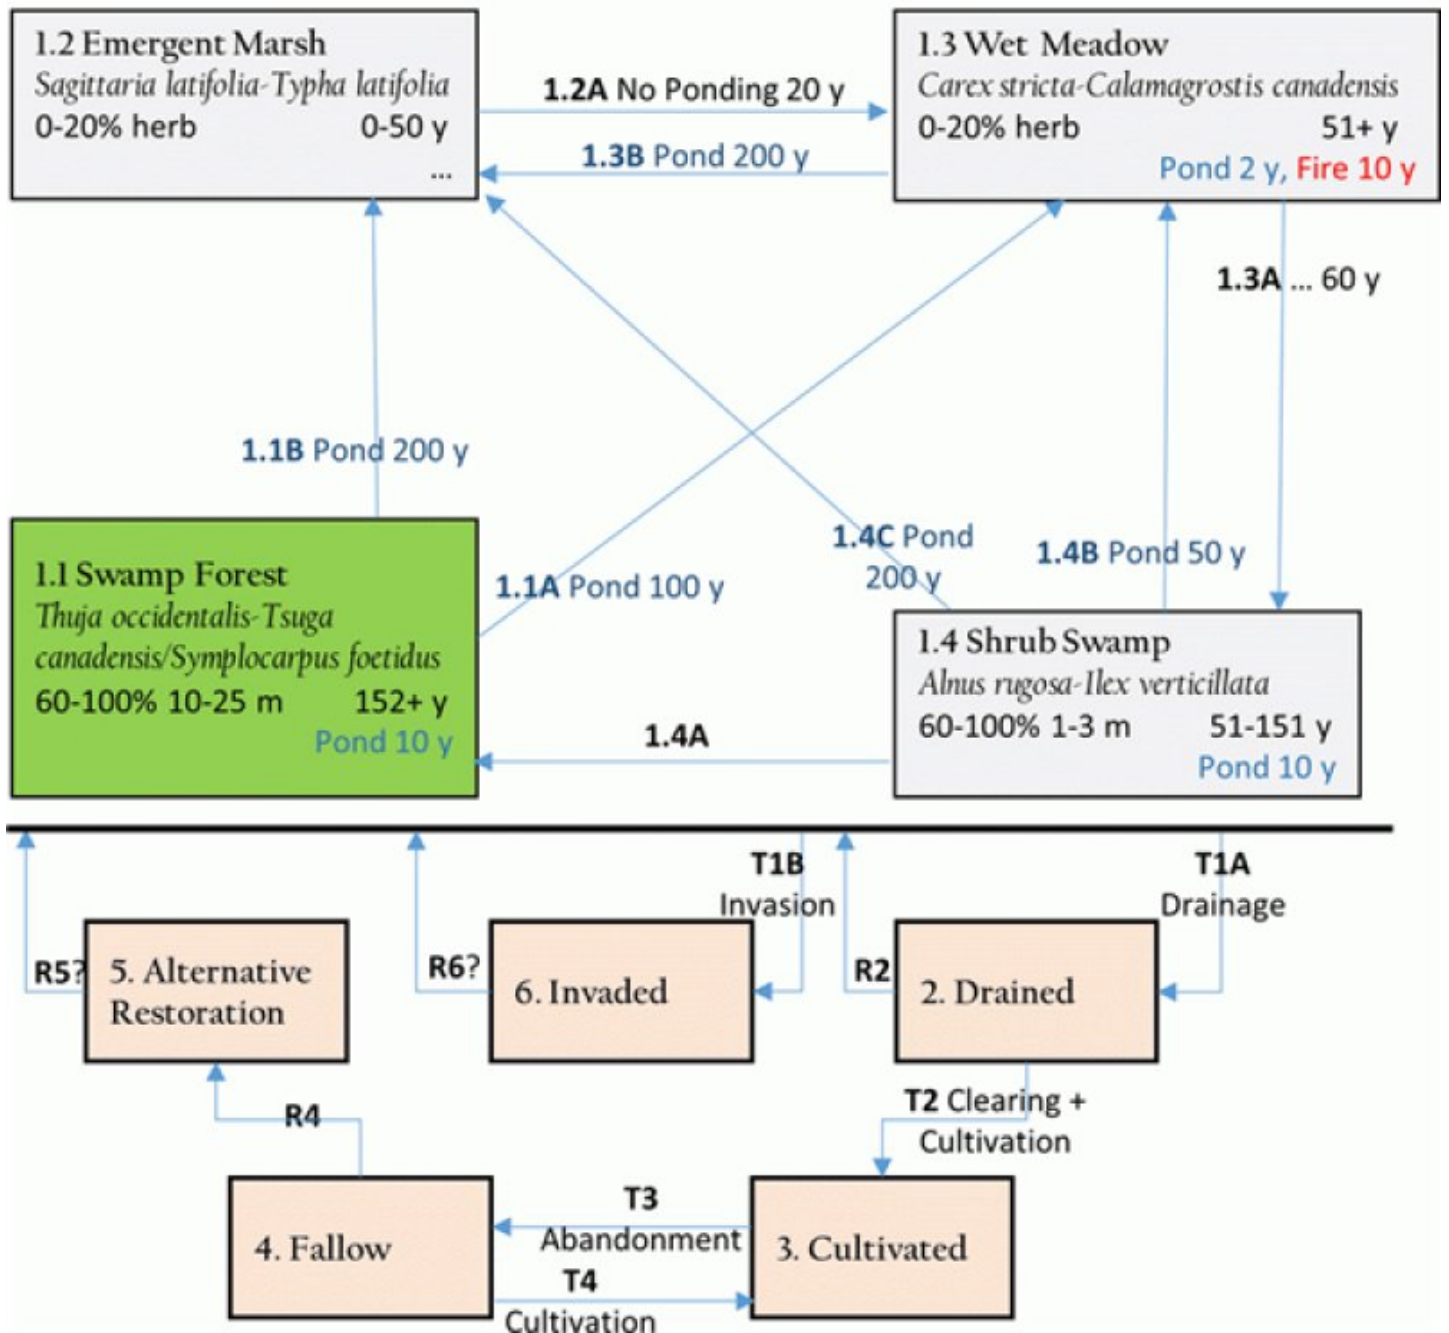 1.2 Emergent Marsh
Sagittaria latifolia-Typha latifolia
0-20% herb 0-50 y
...
1.2A No Ponding 20 y
1.3B Pond 200 y
1.3 Wet Meadow
Carex stricta-Calamagrostis canadensis
0-20% herb 51+ y
Pond 2 y, Fire 10 y
1.3A ... 60 y
1.1B Pond 200 y
1.4C Pond
200 y
1.4B Pond 50 y
1.1A Pond 100 y
1.1 Swamp Forest
Thuja occidentalis-Tsuga
canadensis/Symplocarpus foetidus
60-100% 10-25 m 152+ y
Pond 10 y
1.4A
1.4 Shrub Swamp
Alnus rugosa-Ilex verticillata
60-100% 1-3 m 51-151 y
Pond 10 y
T1B
Invasion
T1A
Drainage
R5?
5. Alternative
Restoration
R6?
6. Invaded
R2
2. Drained
R4
T2 Clearing +
Cultivation
4. Fallow
T3
Abandonment
T4
Cultivation
3. Cultivated